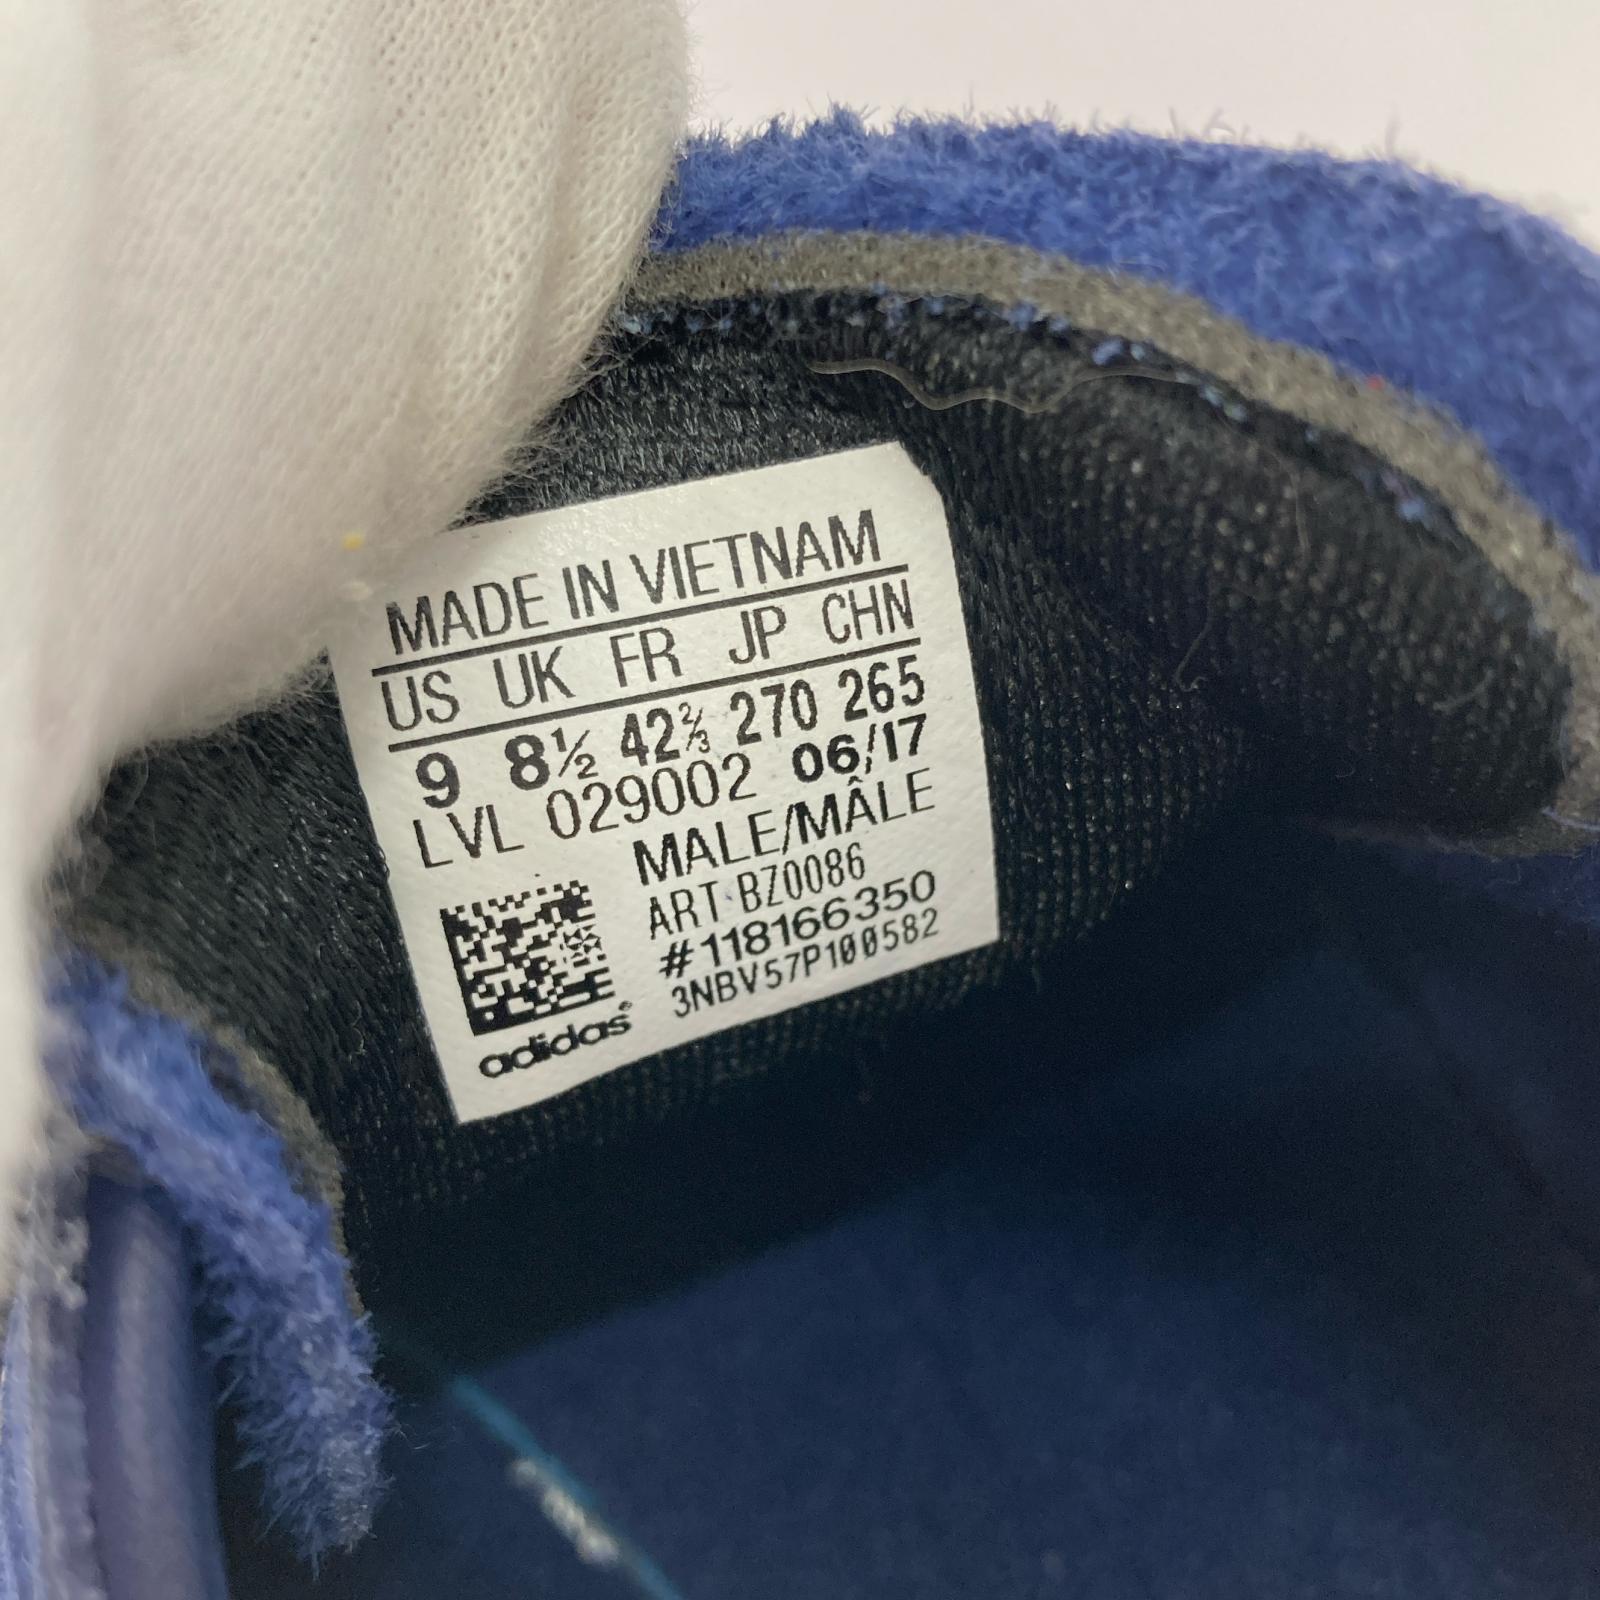 MADE IN VIETNAM
US UK FR JP CHN
9 8½ 42⅔ 270 265
LVL 029002 06/17
MALE/MÂLE
ART BZ0086
#118166350
3NBV57P100582
adidas®